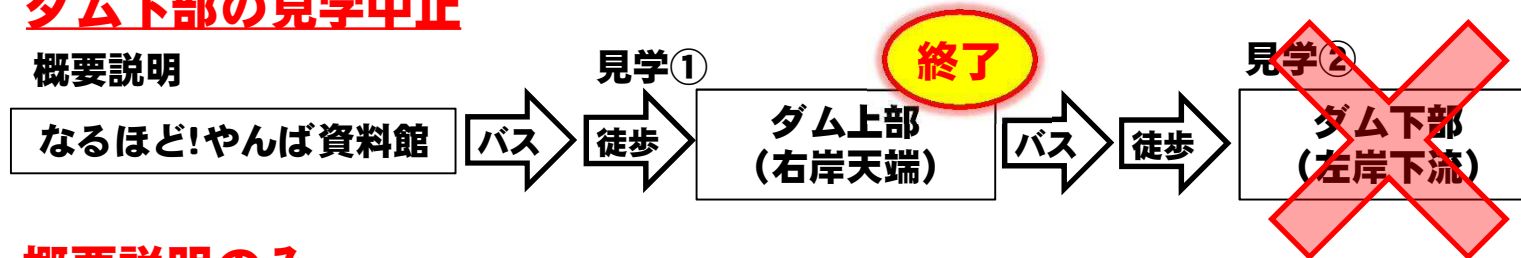 ダム下部の見学中止
概要説明
見学①
終了
見学②
なるほど!やんば資料館
バス
徒歩
ダム上部
(右岸天端)
バス
徒歩
ダム下部
(左岸下流)
概要説明のみ